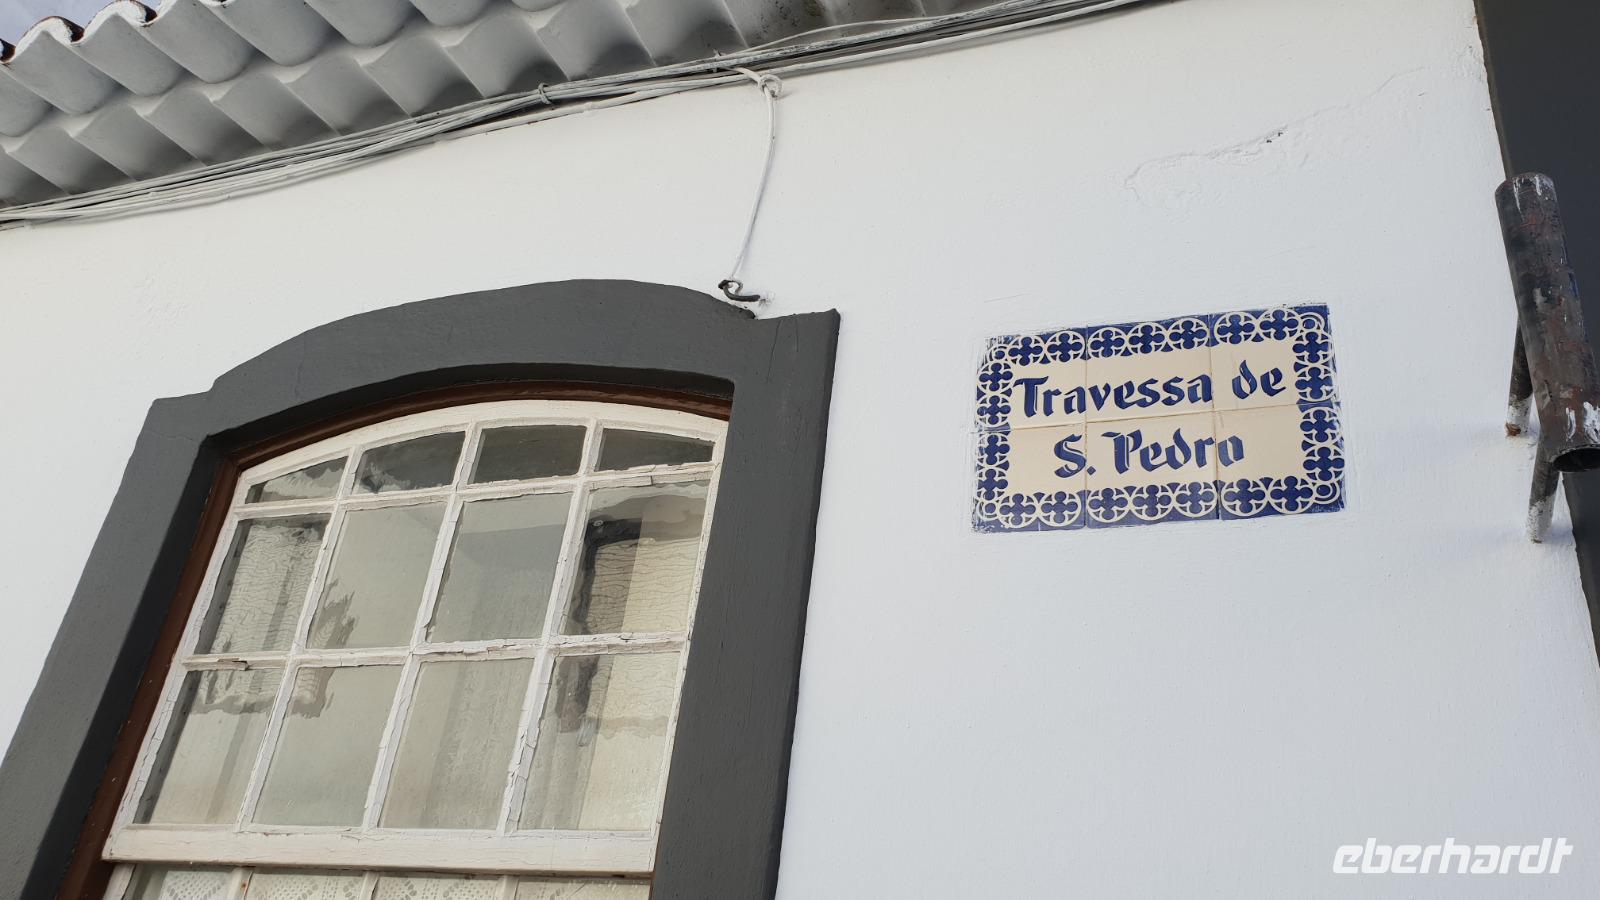 Travessa de
S. Pedro
eberhardt